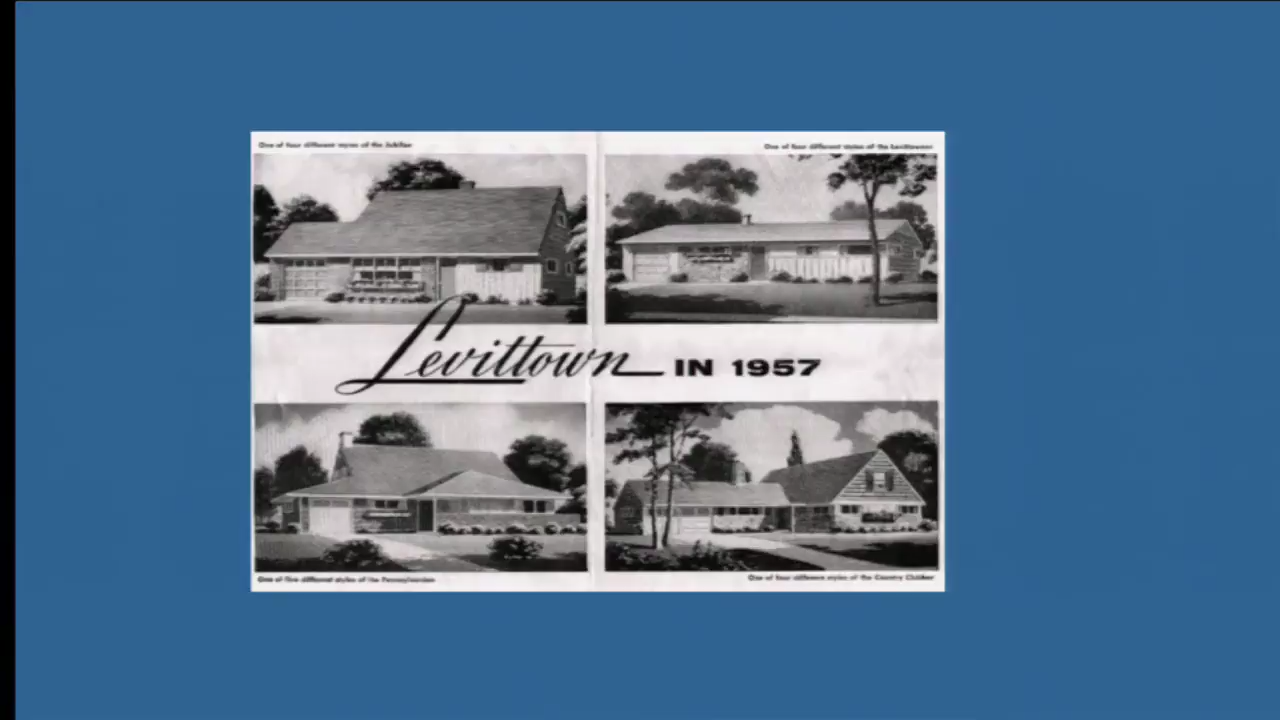 One of four different styles of the Jubilee
One of four different styles of the Levittowner
Levittown IN 1957
One of five different styles of the Pennsylvanian
One of four different styles of the Country Clubber